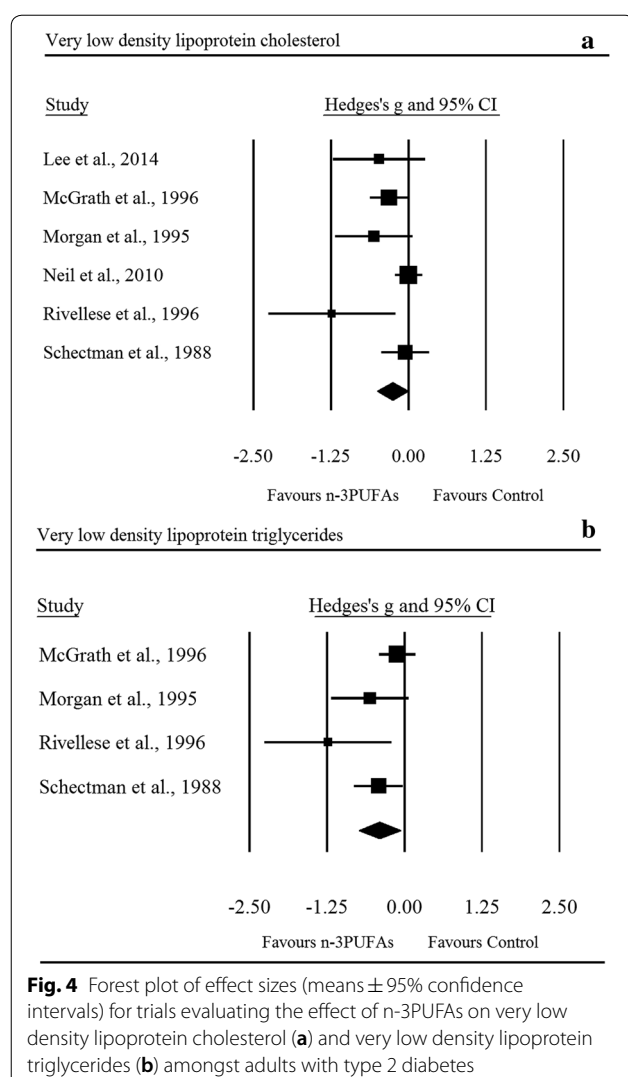 Very low density lipoprotein cholesterol a
Study Hedges's g and 95% CI
Lee et al., 2014
McGrath et al., 1996
Morgan et al., 1995
Neil et al., 2010
Rivellese et al., 1996
Schectman et al., 1988
-2.50 -1.25 0.00 1.25 2.50
Favours n-3PUFAs Favours Control
Very low density lipoprotein triglycerides b
Study Hedges's g and 95% CI
McGrath et al., 1996
Morgan et al., 1995
Rivellese et al., 1996
Schectman et al., 1988
-2.50 -1.25 0.00 1.25 2.50
Favours n-3PUFAs Favours Control
Fig. 4 Forest plot of effect sizes (means ± 95% confidence
intervals) for trials evaluating the effect of n-3PUFAs on very low
density lipoprotein cholesterol (a) and very low density lipoprotein
triglycerides (b) amongst adults with type 2 diabetes